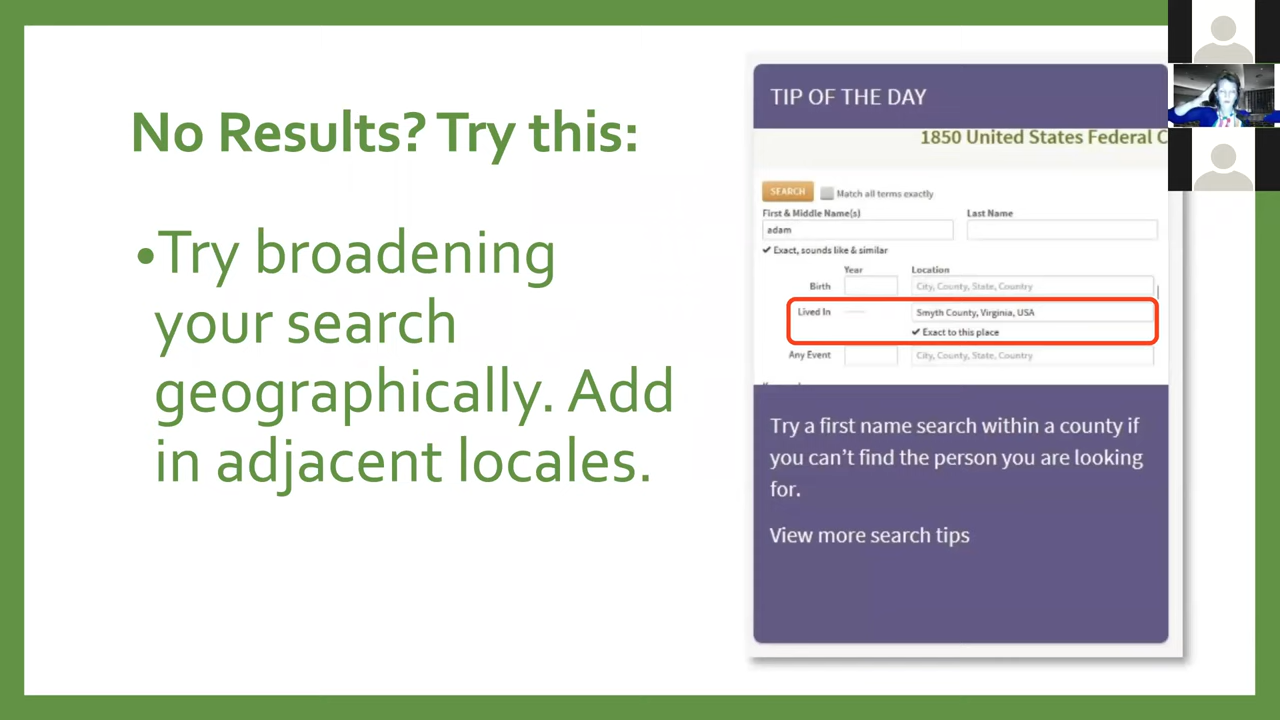 No Results? Try this:
•Try broadening
your search
geographically. Add
in adjacent locales.
TIP OF THE DAY
1850 United States Federal C
SEARCH
Match all terms exactly
First & Middle Name(s)
Last Name
adam
Exact, sounds like & similar
Year
Location
Birth
City, County, State, Country
Lived In
Smyth County, Virginia, USA
Exact to this place
Any Event
City, County, State, Country
Try a first name search within a county if
you can't find the person you are looking
for.
View more search tips